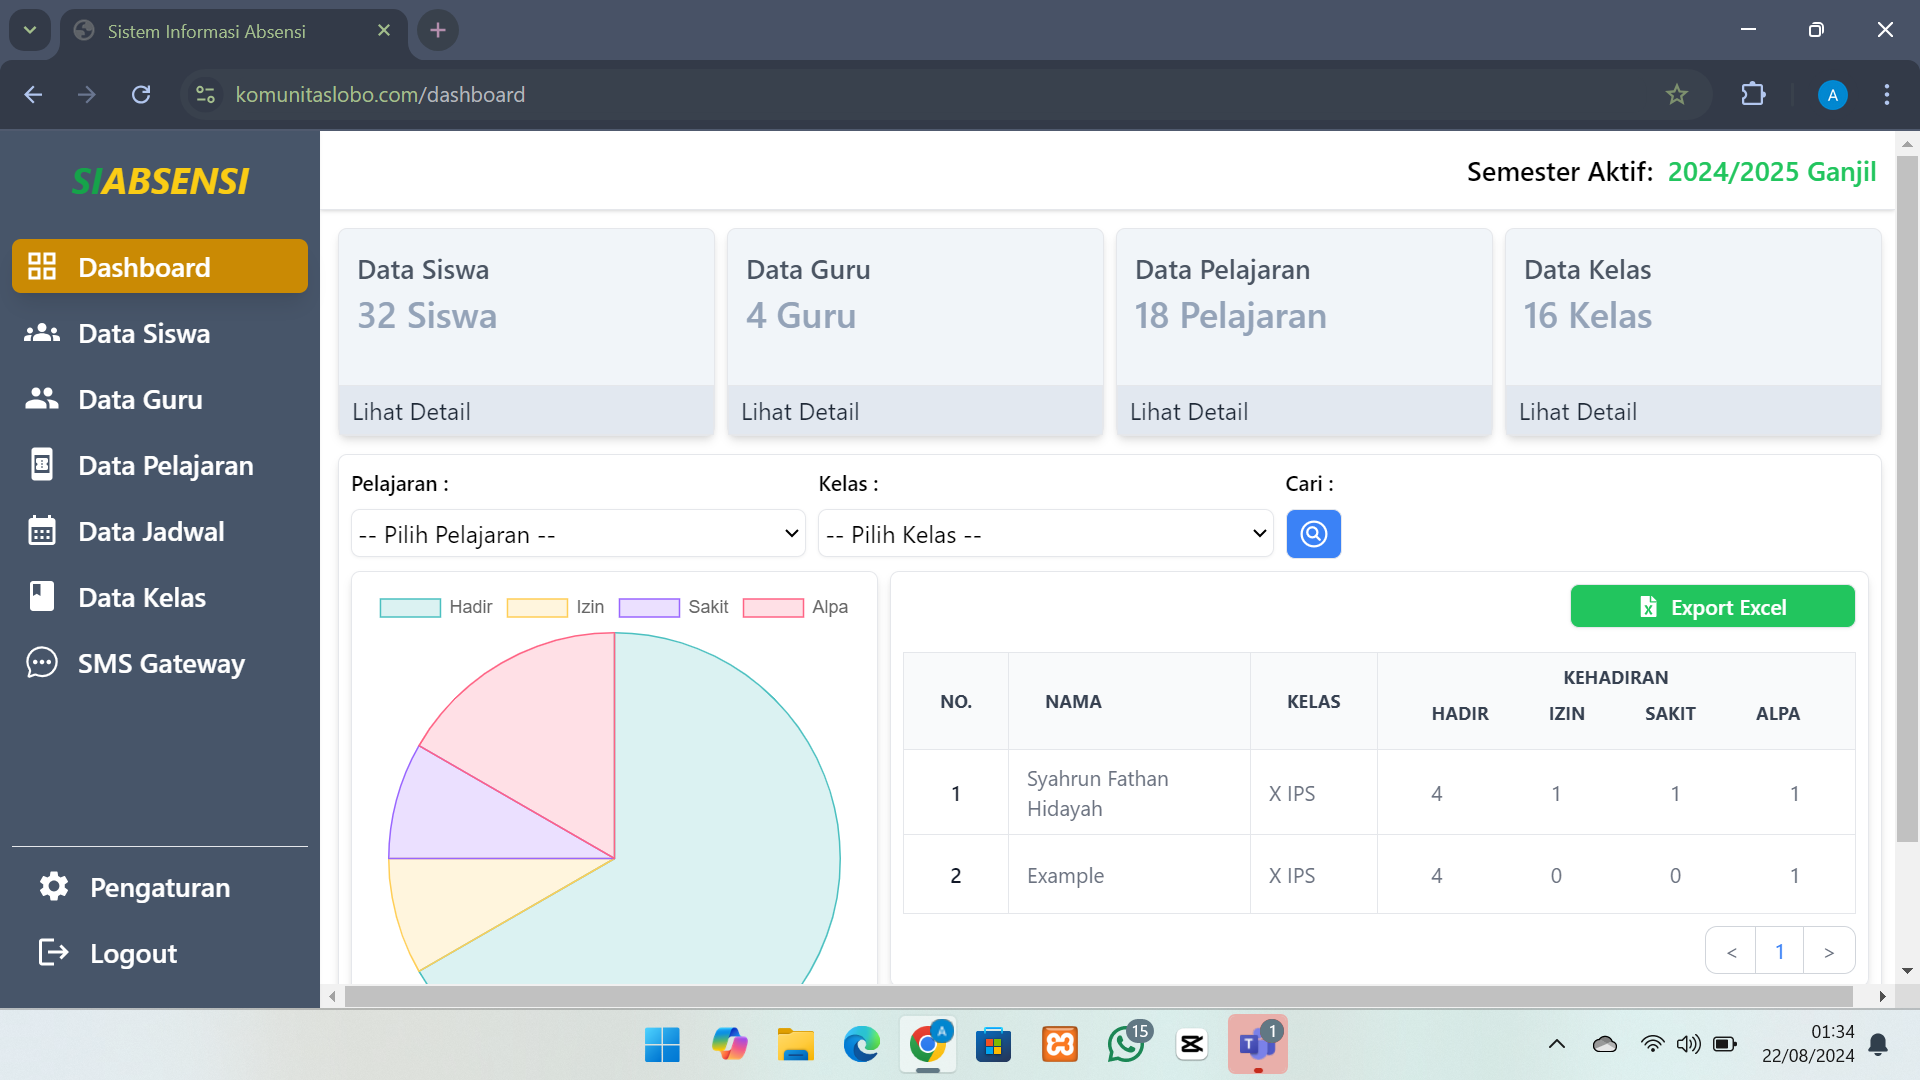 Sistem Informasi Absensi
komunitaslobo.com/dashboard
A
SIABSENSI
Semester Aktif: 2024/2025 Ganjil
Dashboard
Data Siswa
Data Guru
Data Pelajaran
Data Jadwal
Data Kelas
SMS Gateway
Pengaturan
Logout
Data Siswa
32 Siswa
Lihat Detail
Data Guru
4 Guru
Lihat Detail
Data Pelajaran
18 Pelajaran
Lihat Detail
Data Kelas
16 Kelas
Lihat Detail
Pelajaran :
-- Pilih Pelajaran --
Kelas :
-- Pilih Kelas --
Cari :
Hadir Izin Sakit Alpa
Export Excel
NO. NAMA KELAS KEHADIRAN
HADIR IZIN SAKIT ALPA
1 Syahrun Fathan Hidayah X IPS 4 1 1 1
2 Example X IPS 4 0 0 1
< 1 >
A
15
1
01:34
22/08/2024